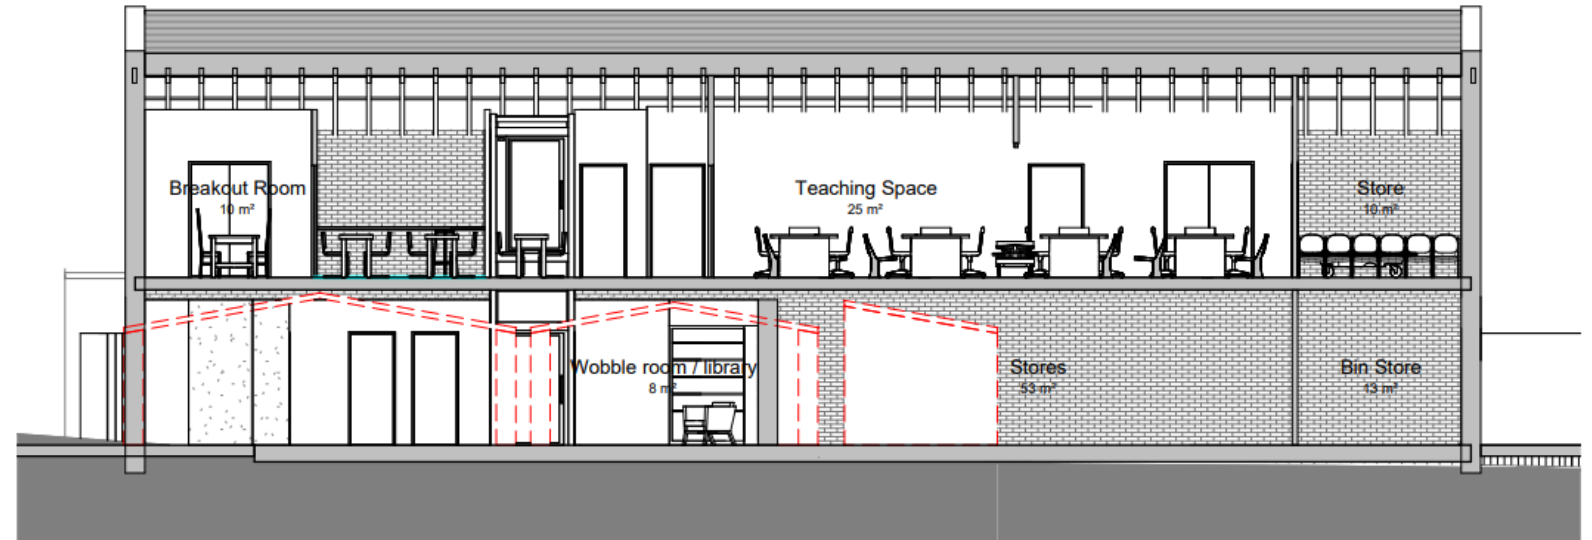 Breakout Room
10 m²
Teaching Space
25 m²
Store
10 m²
Wobble room / library
8 m²
Stores
53 m²
Bin Store
13 m²